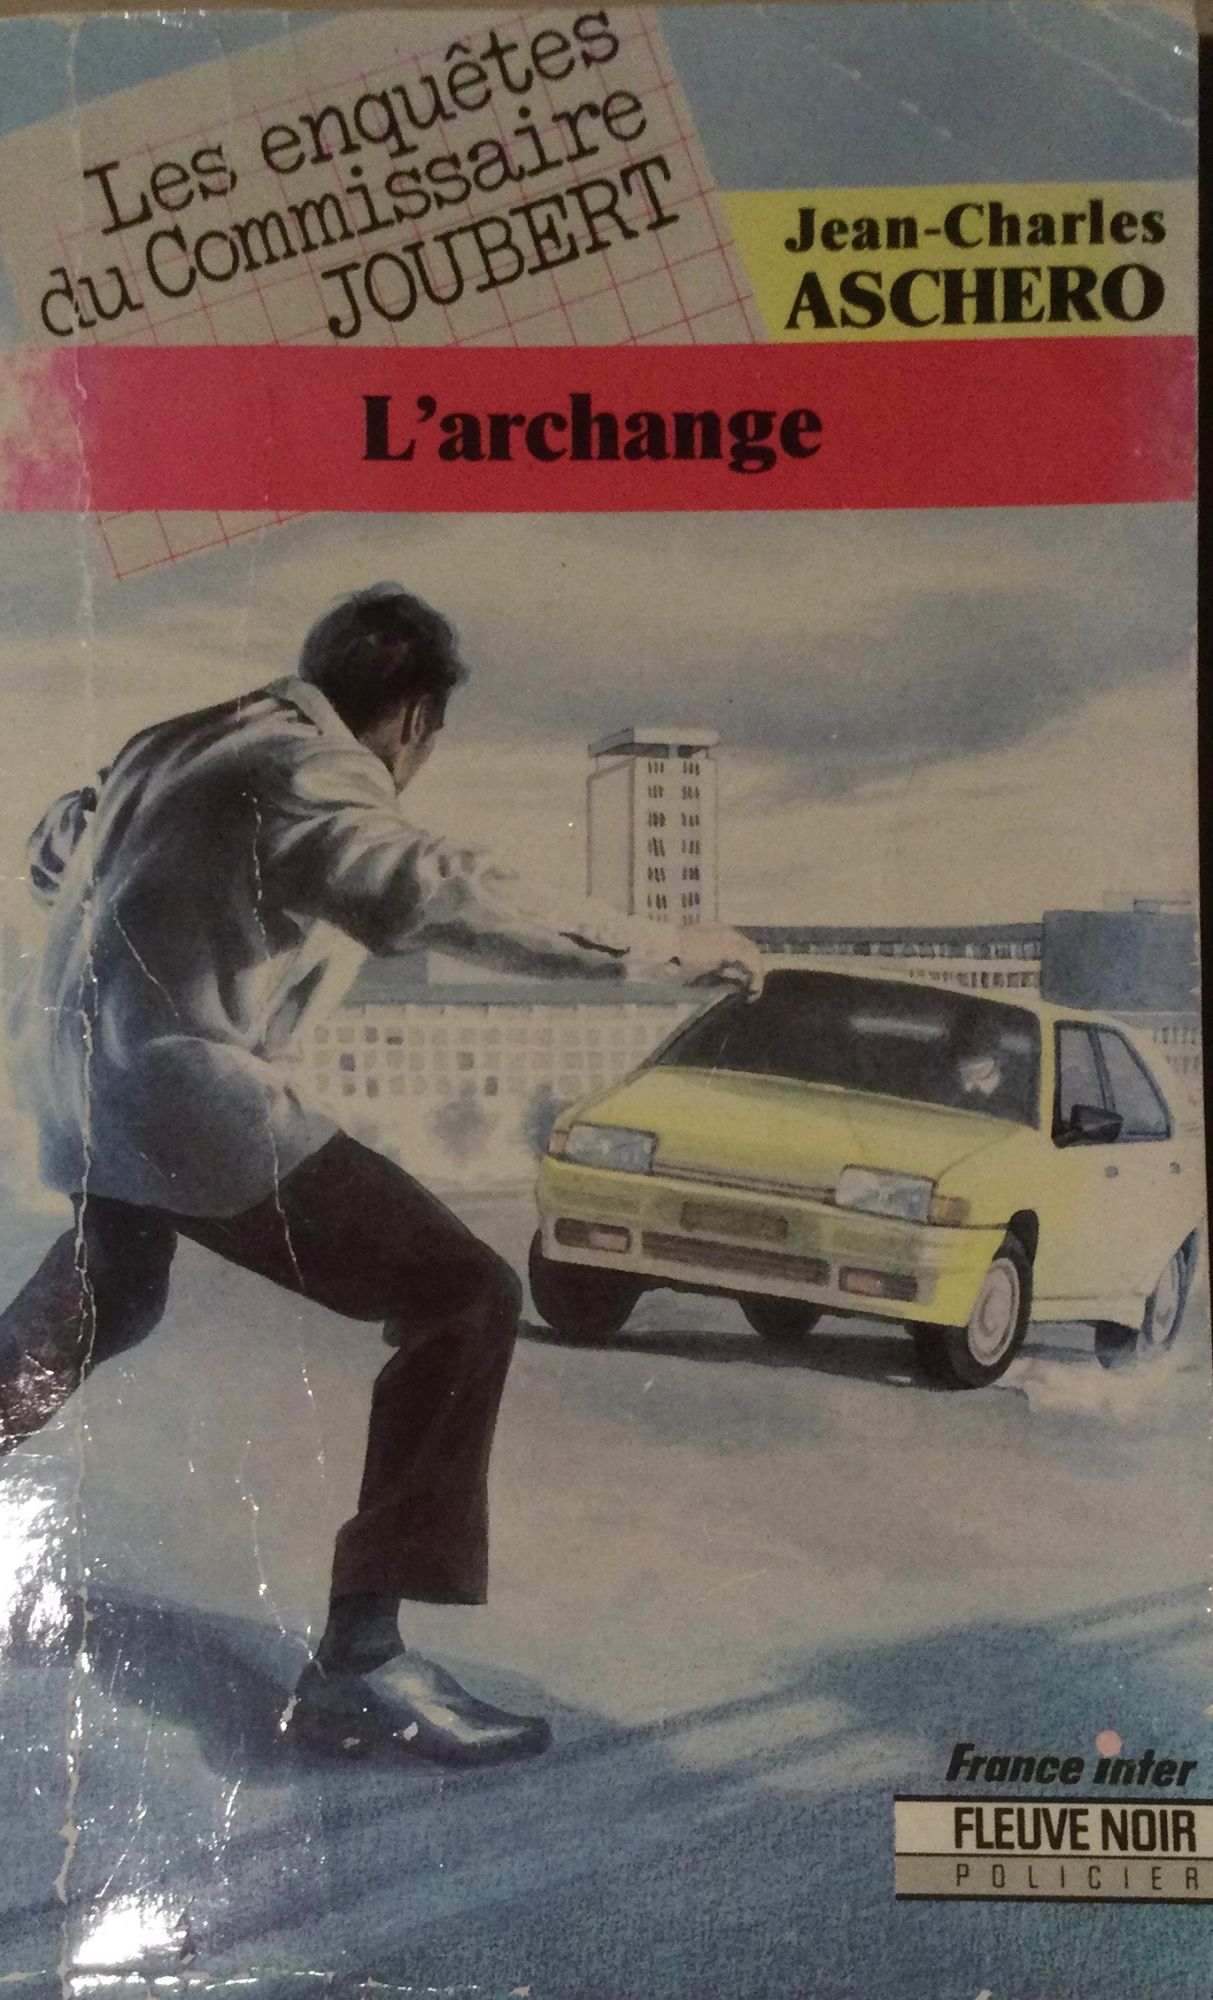 Les enquêtes
du Commissaire
JOUBERT
Jean-Charles
ASCHERO
L'archange
France inter
FLEUVE NOIR
POLICIER